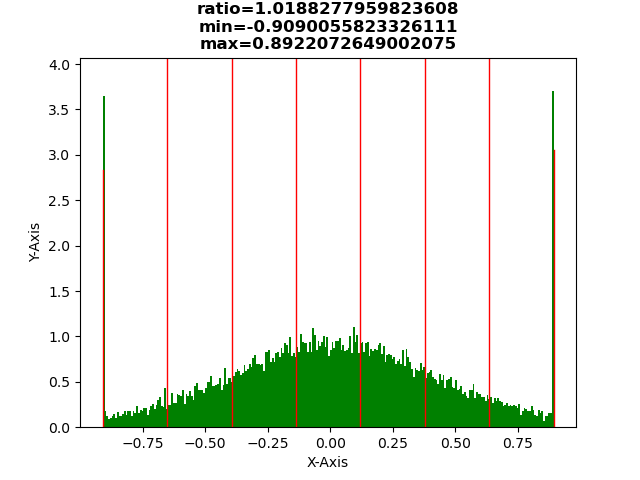 ratio=1.0188277959823608
min=-0.9090055823326111
max=0.8922072649002075
4.0
3.5
3.0
2.5
2.0
1.5
1.0
0.5
0.0
Y-Axis
−0.75 −0.50 −0.25 0.00 0.25 0.50 0.75
X-Axis